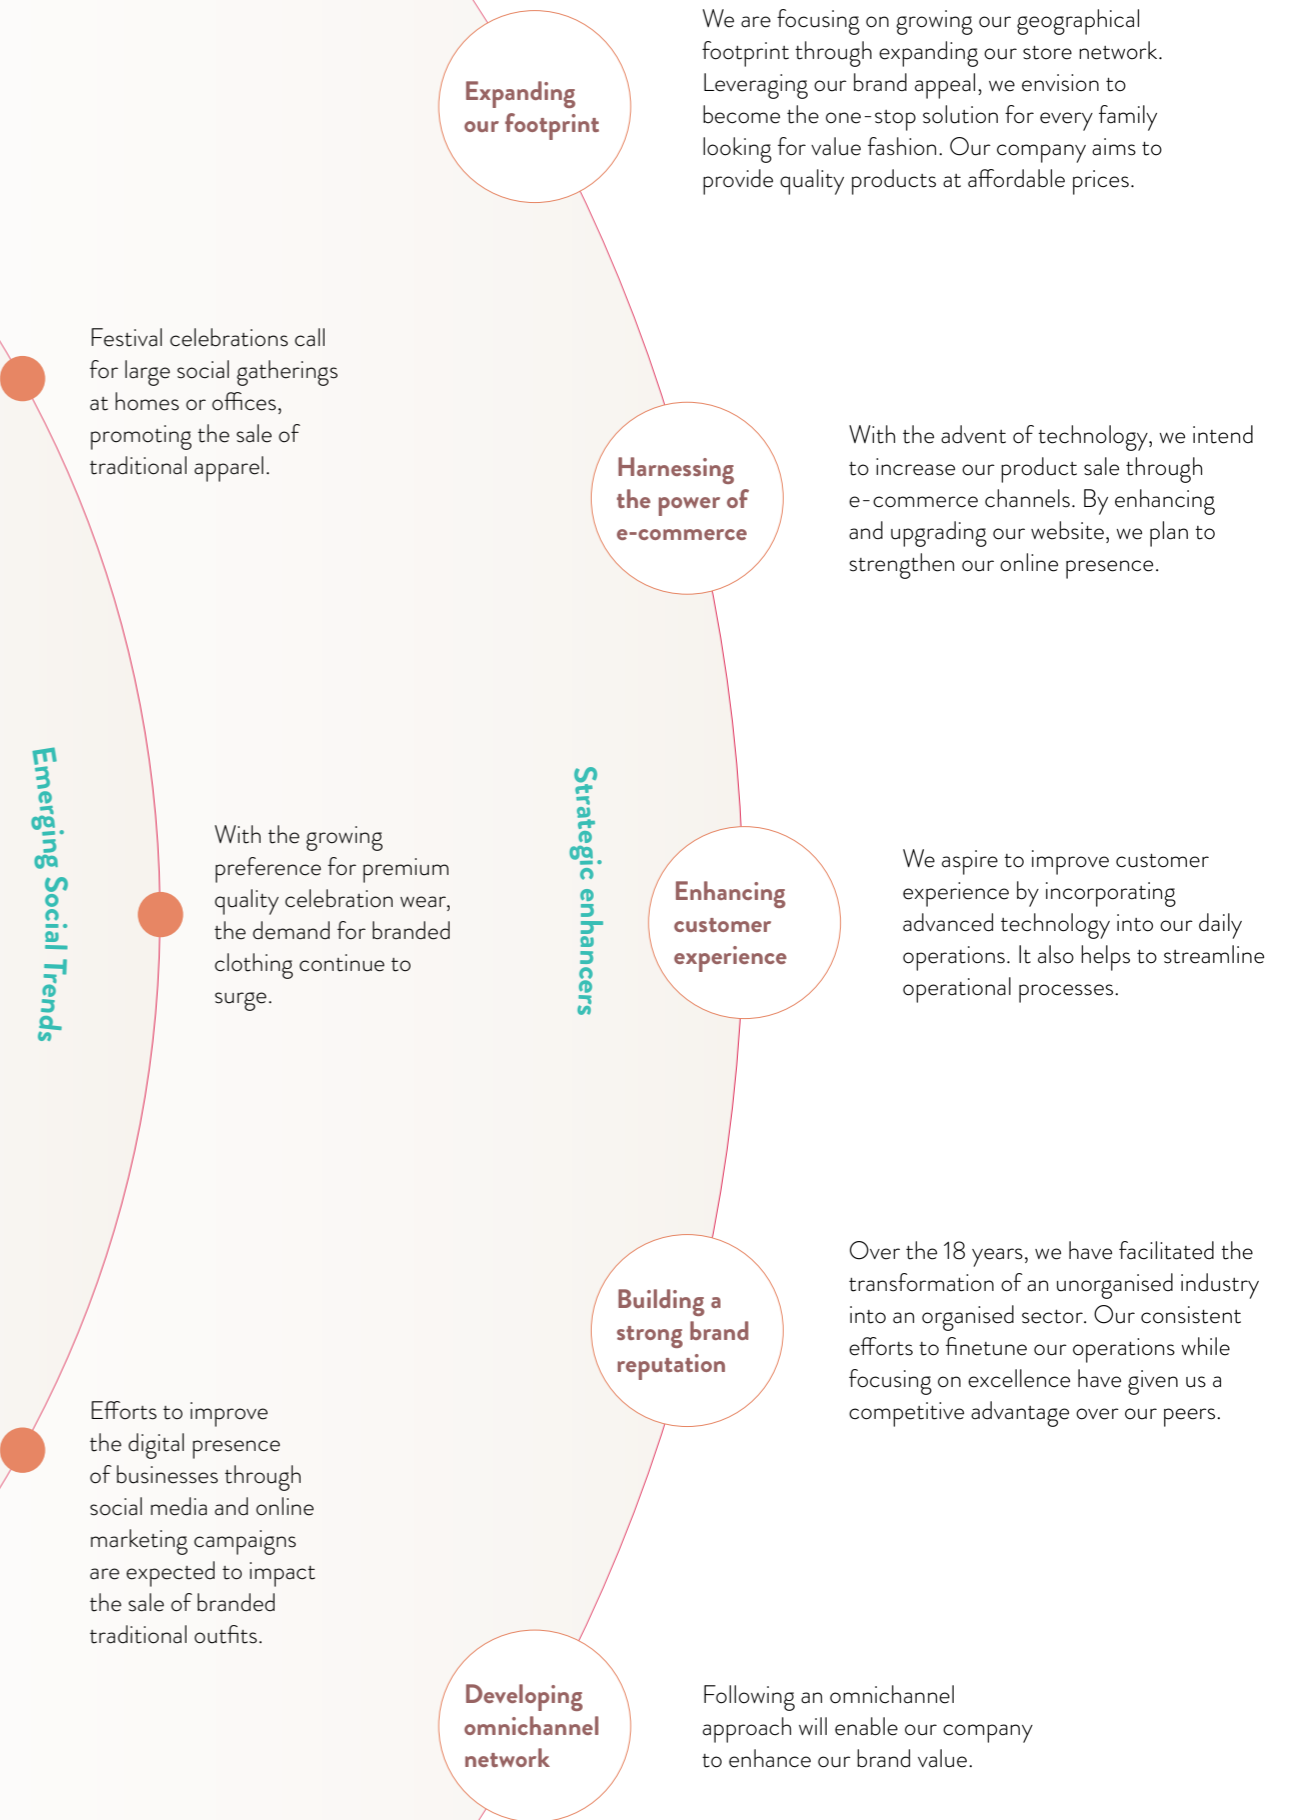 Emerging Social Trends
Festival celebrations call
for large social gatherings
at homes or offices,
promoting the sale of
traditional apparel.
With the growing
preference for premium
quality celebration wear,
the demand for branded
clothing continue to
surge.
Efforts to improve
the digital presence
of businesses through
social media and online
marketing campaigns
are expected to impact
the sale of branded
traditional outfits.
Strategic enhancers
Expanding
our footprint
We are focusing on growing our geographical
footprint through expanding our store network.
Leveraging our brand appeal, we envision to
become the one-stop solution for every family
looking for value fashion. Our company aims to
provide quality products at affordable prices.
Harnessing
the power of
e-commerce
With the advent of technology, we intend
to increase our product sale through
e-commerce channels. By enhancing
and upgrading our website, we plan to
strengthen our online presence.
Enhancing
customer
experience
We aspire to improve customer
experience by incorporating
advanced technology into our daily
operations. It also helps to streamline
operational processes.
Building a
strong brand
reputation
Over the 18 years, we have facilitated the
transformation of an unorganised industry
into an organised sector. Our consistent
efforts to finetune our operations while
focusing on excellence have given us a
competitive advantage over our peers.
Developing
omnichannel
network
Following an omnichannel
approach will enable our company
to enhance our brand value.